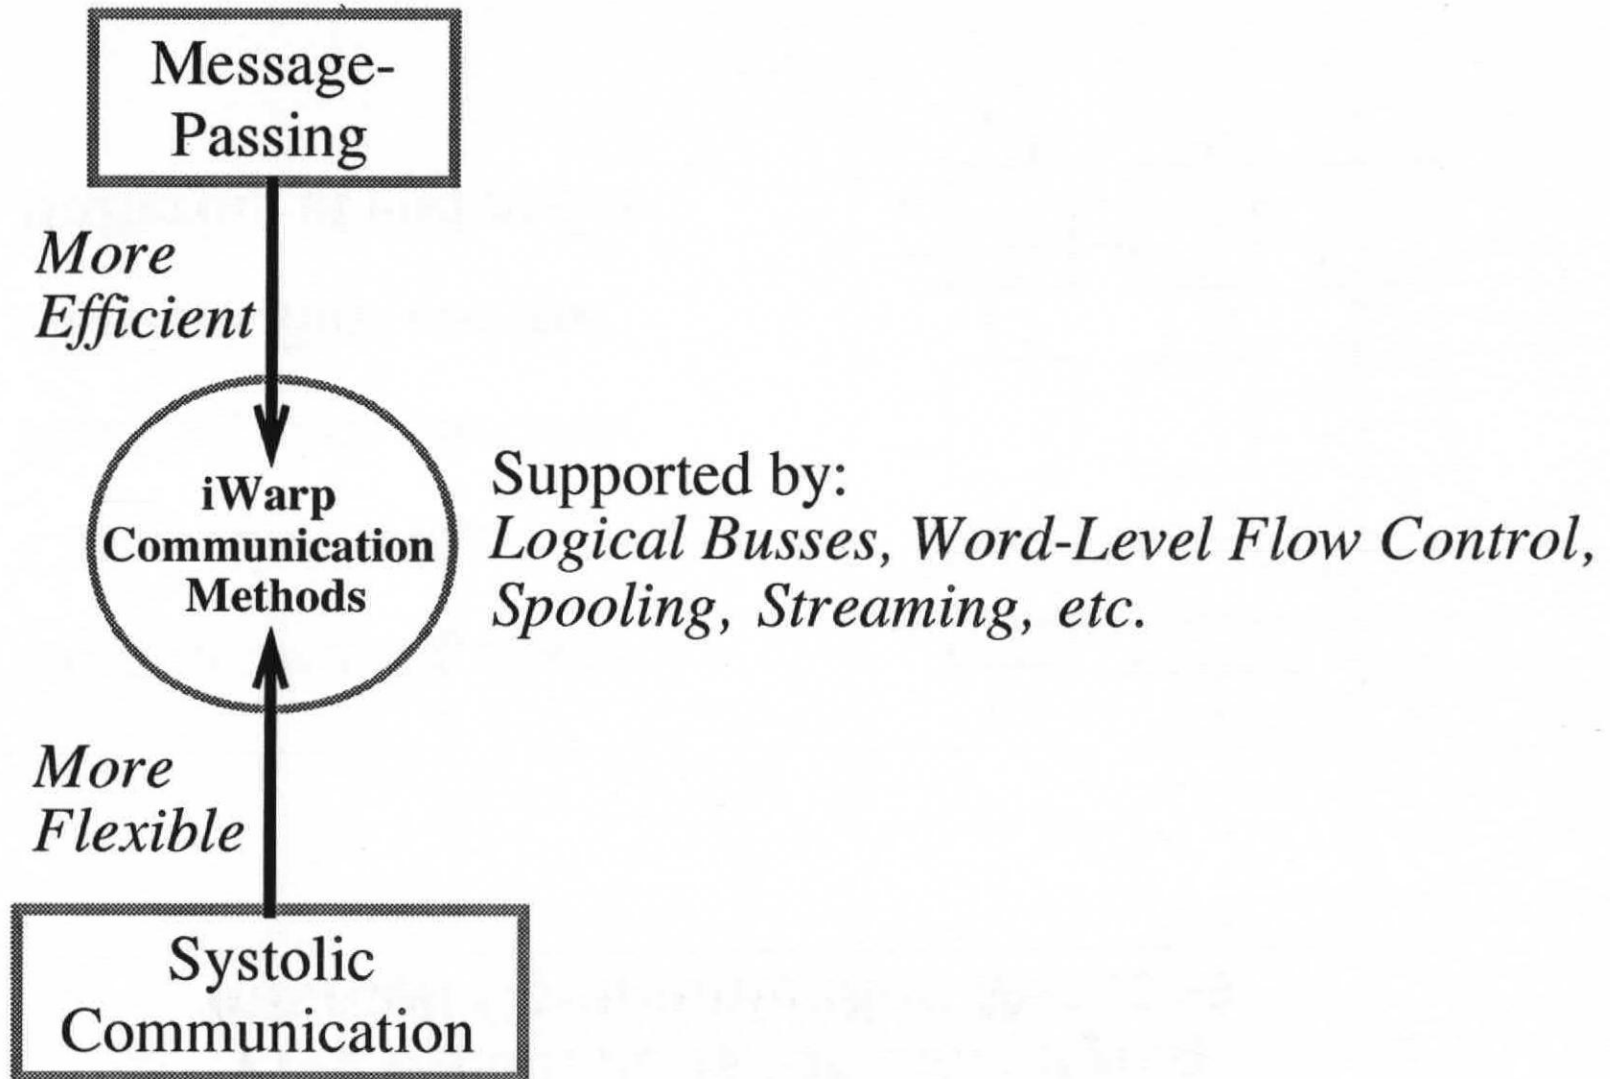 Message-
Passing
More
Efficient
iWarp
Communication
Methods
Supported by:
Logical Busses, Word-Level Flow Control,
Spooling, Streaming, etc.
More
Flexible
Systolic
Communication